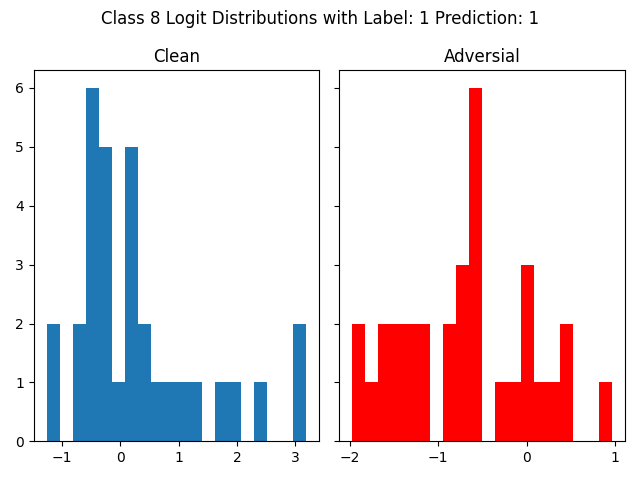 Class 8 Logit Distributions with Label: 1 Prediction: 1
Clean
Adversial
6
5
4
3
2
1
0
−1 0 1 2 3
−2 −1 0 1